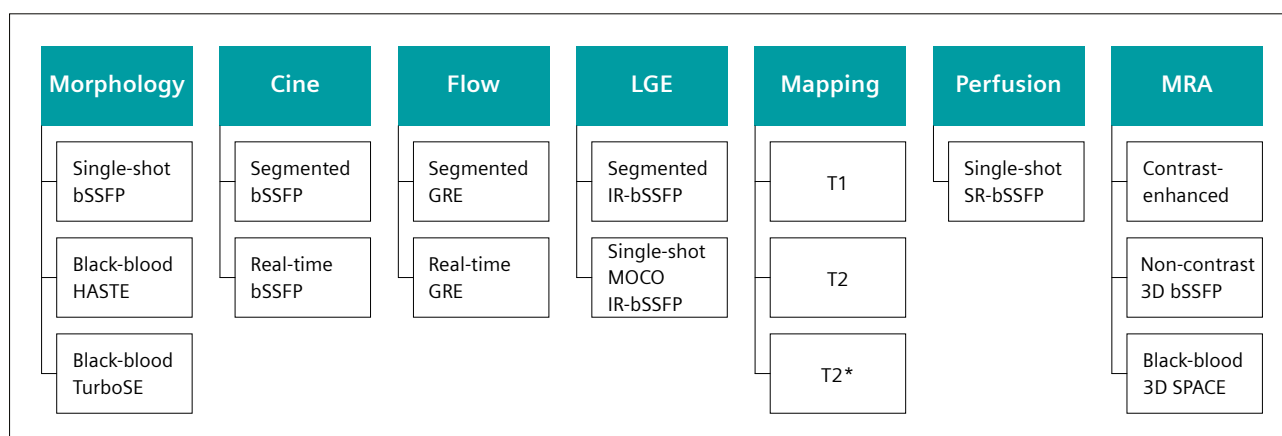 Morphology
Single-shot
bSSFP
Black-blood
HASTE
Black-blood
TurboSE
Cine
Segmented
bSSFP
Real-time
bSSFP
Flow
Segmented
GRE
Real-time
GRE
LGE
Segmented
IR-bSSFP
Single-shot
MOCO
IR-bSSFP
Mapping
T1
T2
T2*
Perfusion
Single-shot
SR-bSSFP
MRA
Contrast-
enhanced
Non-contrast
3D bSSFP
Black-blood
3D SPACE